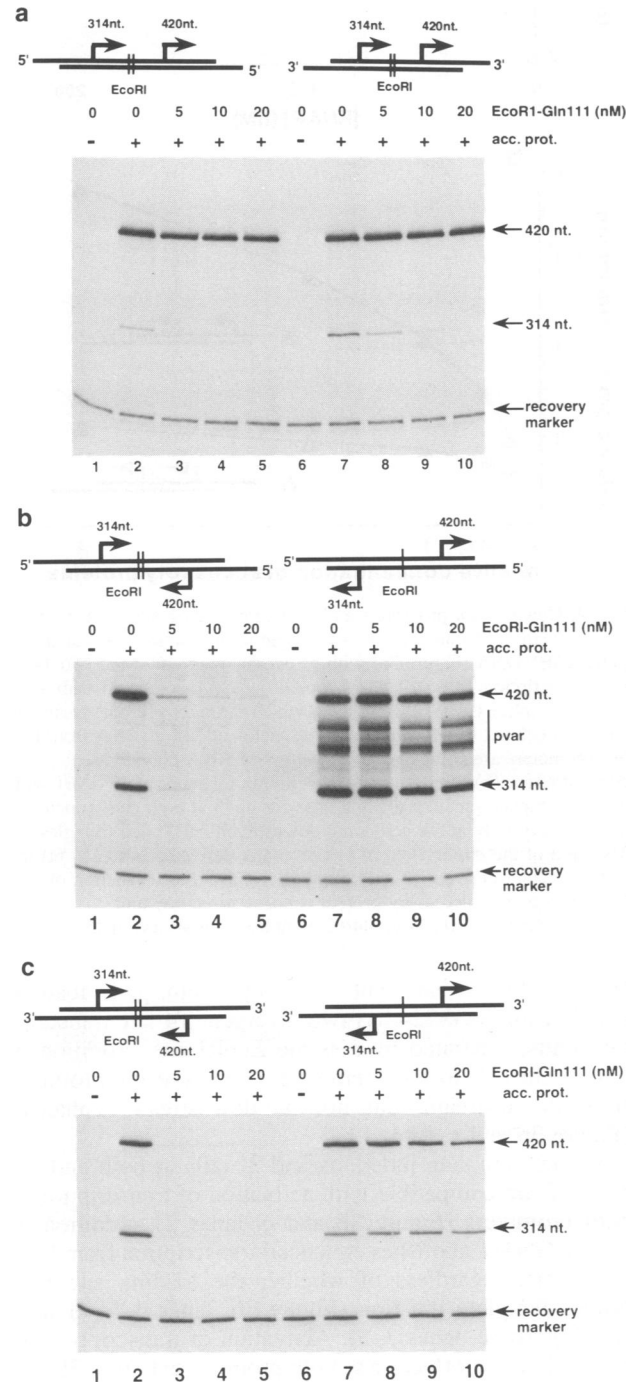 a
314nt. 420nt. 314nt. 420nt.
5' 5' 3' 3'
EcoRI EcoRI
0 0 5 10 20 0 0 5 10 20 EcoR1-Gln111 (nM)
- + + + + - + + + + acc. prot.
420 nt.
314 nt.
recovery
marker
1 2 3 4 5 6 7 8 9 10
b
314nt. 420nt.
5' 5' 5' 5'
EcoRI EcoRI
420nt. 314nt.
0 0 5 10 20 0 0 5 10 20 EcoRI-Gln111 (nM)
- + + + + - + + + + acc. prot.
420 nt.
pvar
314 nt.
recovery
marker
1 2 3 4 5 6 7 8 9 10
c
314nt. 420nt.
3' 3' 3' 3'
EcoRI EcoRI
420nt. 314nt.
0 0 5 10 20 0 0 5 10 20 EcoRI-Gln111 (nM)
- + + + + - + + + + acc. prot.
420 nt.
314 nt.
recovery
marker
1 2 3 4 5 6 7 8 9 10